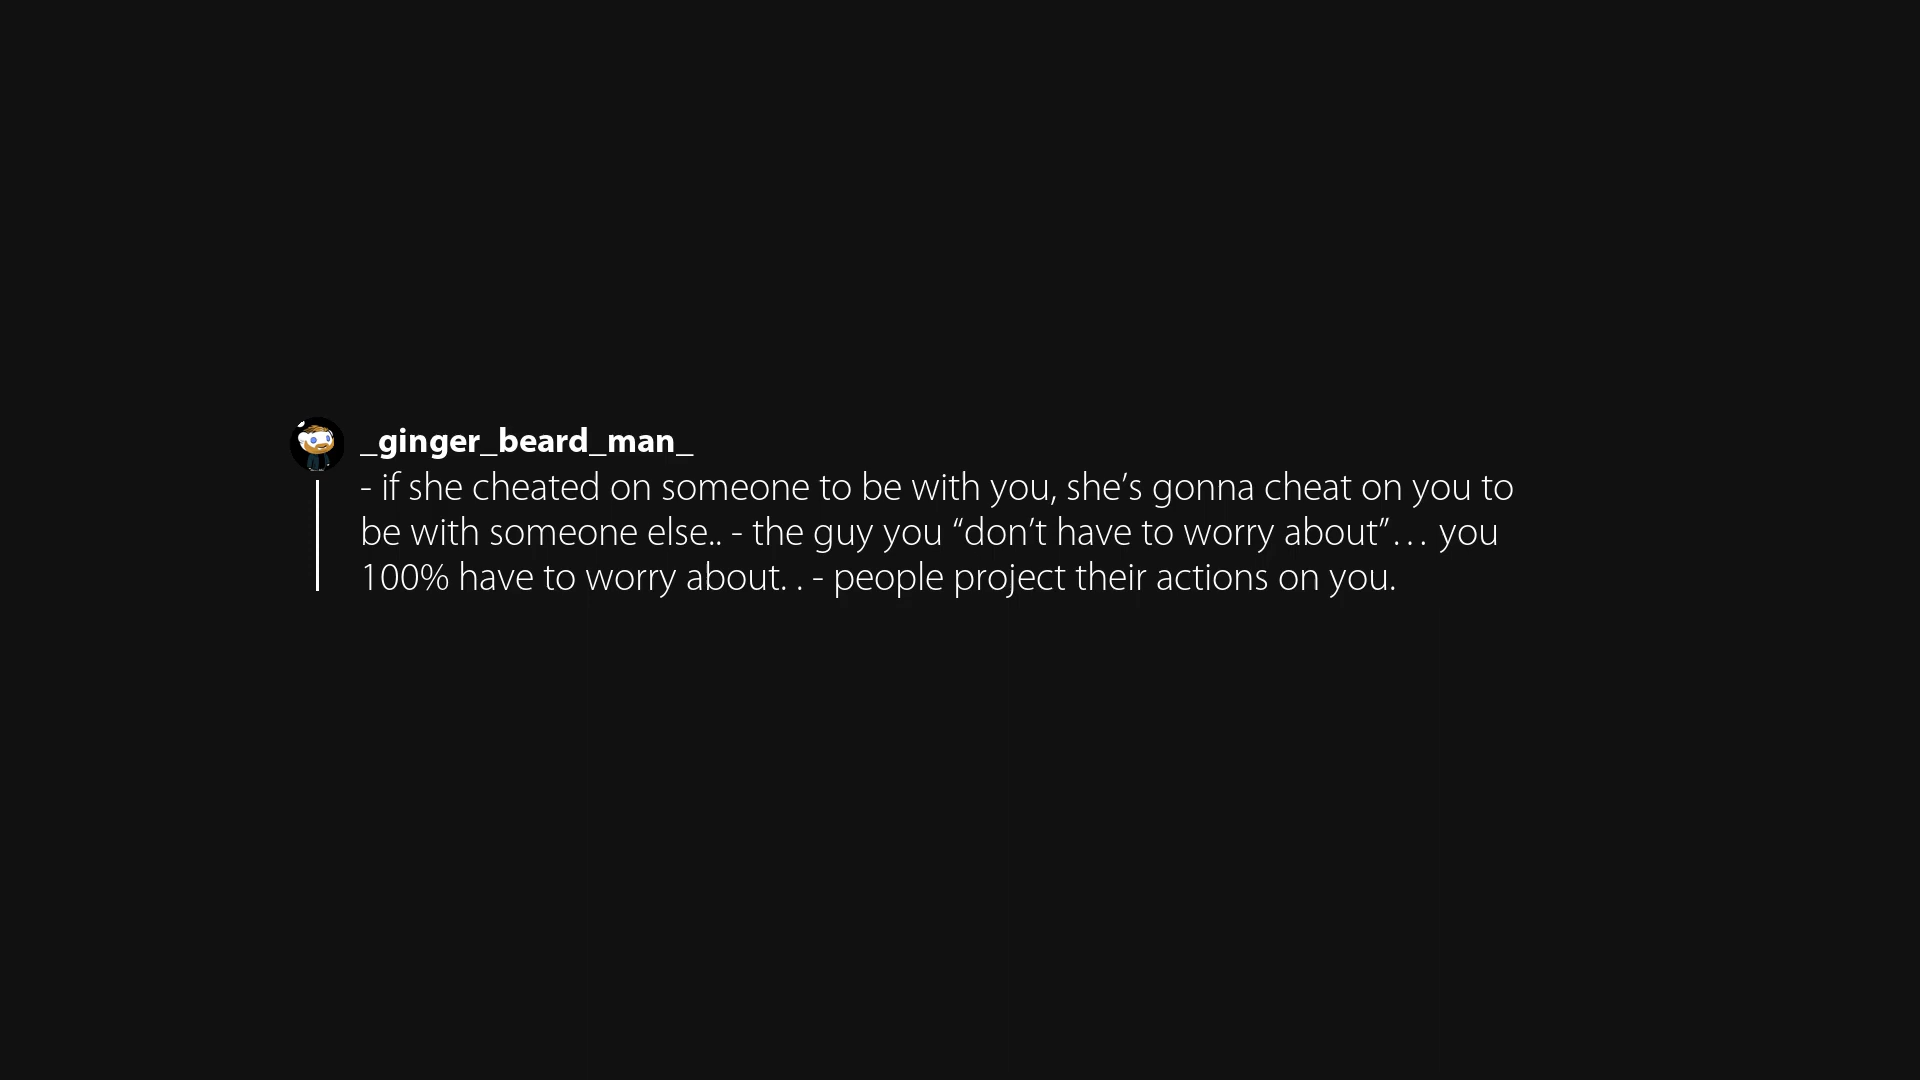 _ginger_beard_man_
- if she cheated on someone to be with you, she’s gonna cheat on you to
be with someone else.. - the guy you “don’t have to worry about”… you
100% have to worry about. . - people project their actions on you.